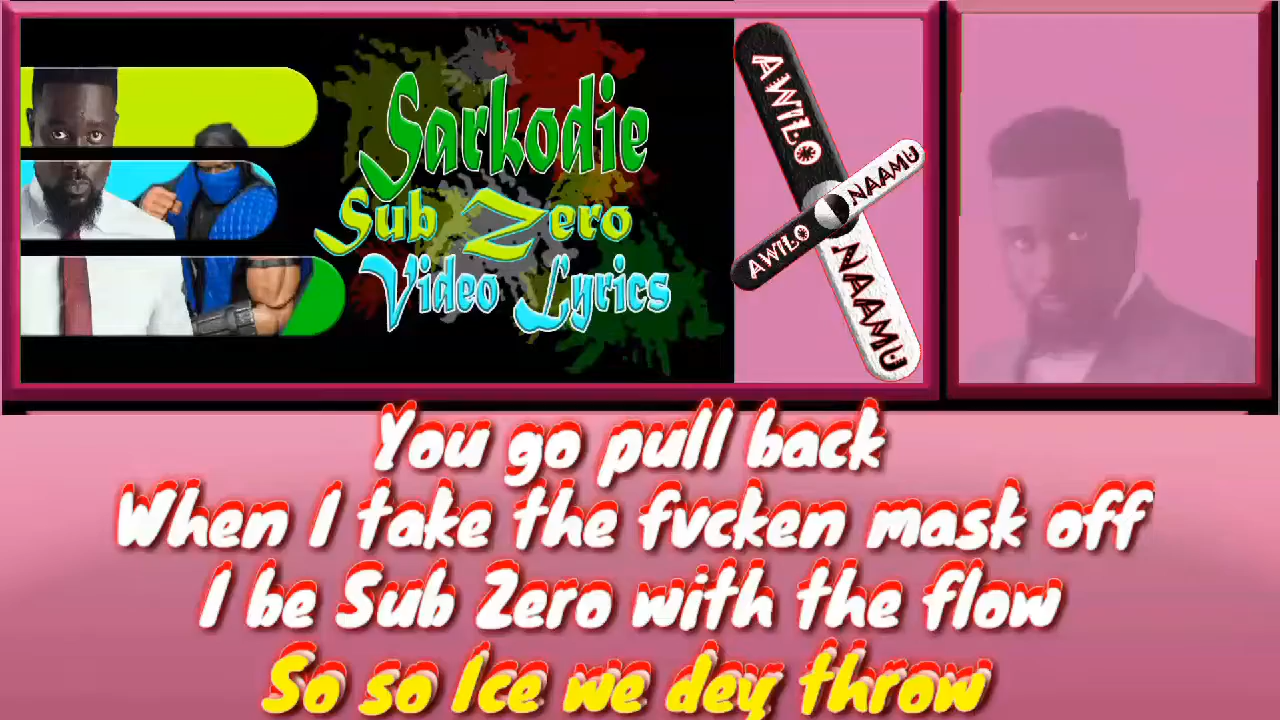 Sarkodie
Sub Zero
Video Lyrics
AWILO
NAAMU
AWILO
NAAMU
You go pull back
When I take the fvcken mask off
I be Sub Zero with the flow
So so Ice we dey throw